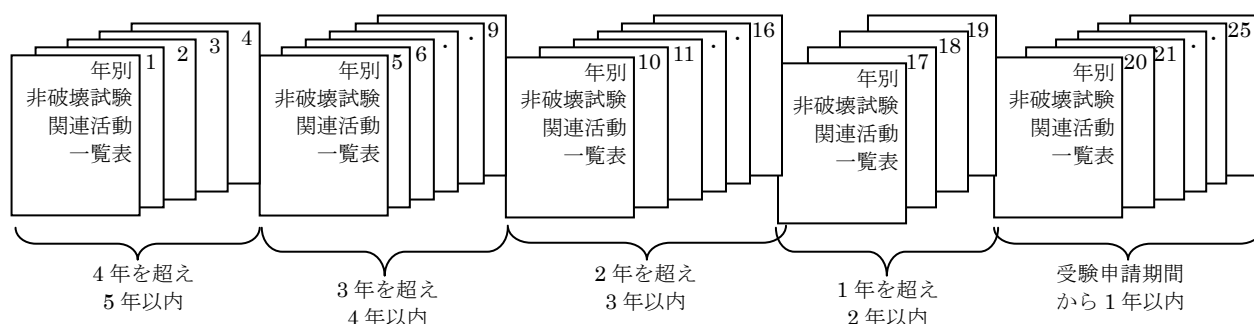 年別
非破壊試験
関連活動
一覧表
1
2
3
4
年別
非破壊試験
関連活動
一覧表
5
6
・
・
9
年別
非破壊試験
関連活動
一覧表
10
11
・
・
16
年別
非破壊試験
関連活動
一覧表
17
18
19
年別
非破壊試験
関連活動
一覧表
20
21
・
・
25
4 年を超え
5 年以内
3 年を超え
4 年以内
2 年を超え
3 年以内
1 年を超え
2 年以内
受験申請期間
から 1 年以内